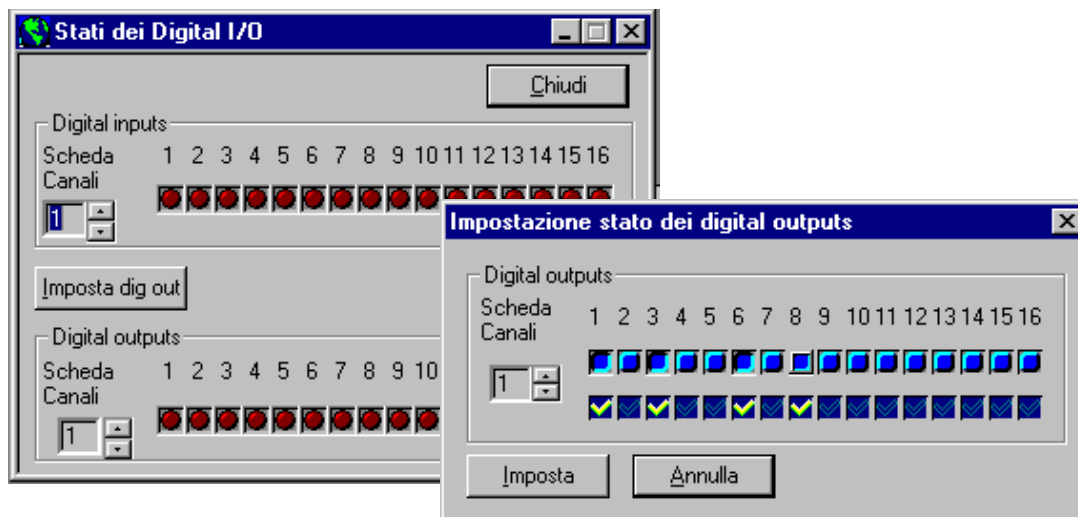 Stati dei Digital I/O
Chiudi
Digital inputs
Scheda Canali
1 2 3 4 5 6 7 8 9 10 11 12 13 14 15 16
1
Imposta dig out
Digital outputs
Scheda Canali
1 2 3 4 5 6 7 8 9 10
1
Impostazione stato dei digital outputs
Digital outputs
Scheda Canali
1 2 3 4 5 6 7 8 9 10 11 12 13 14 15 16
1
Imposta
Annulla